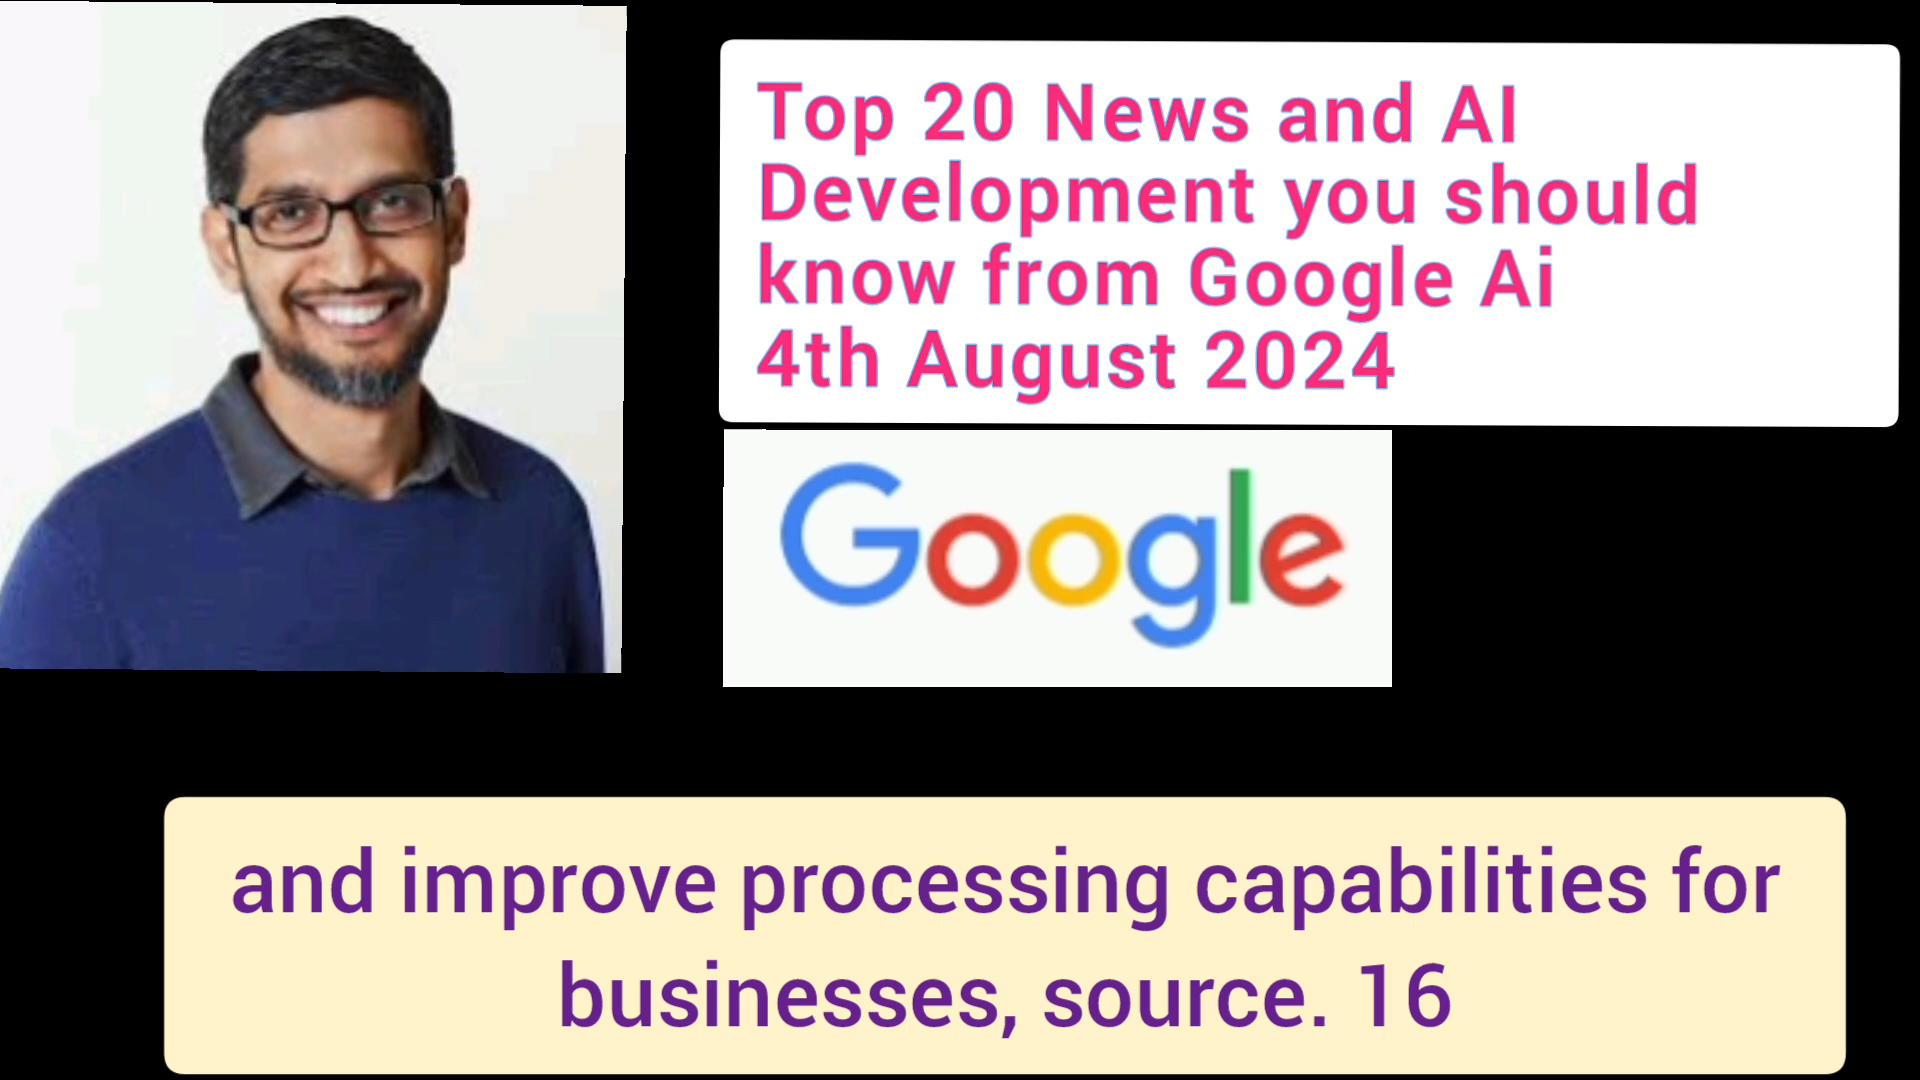 Top 20 News and AI
Development you should
know from Google Ai
4th August 2024
Google
and improve processing capabilities for
businesses, source. 16